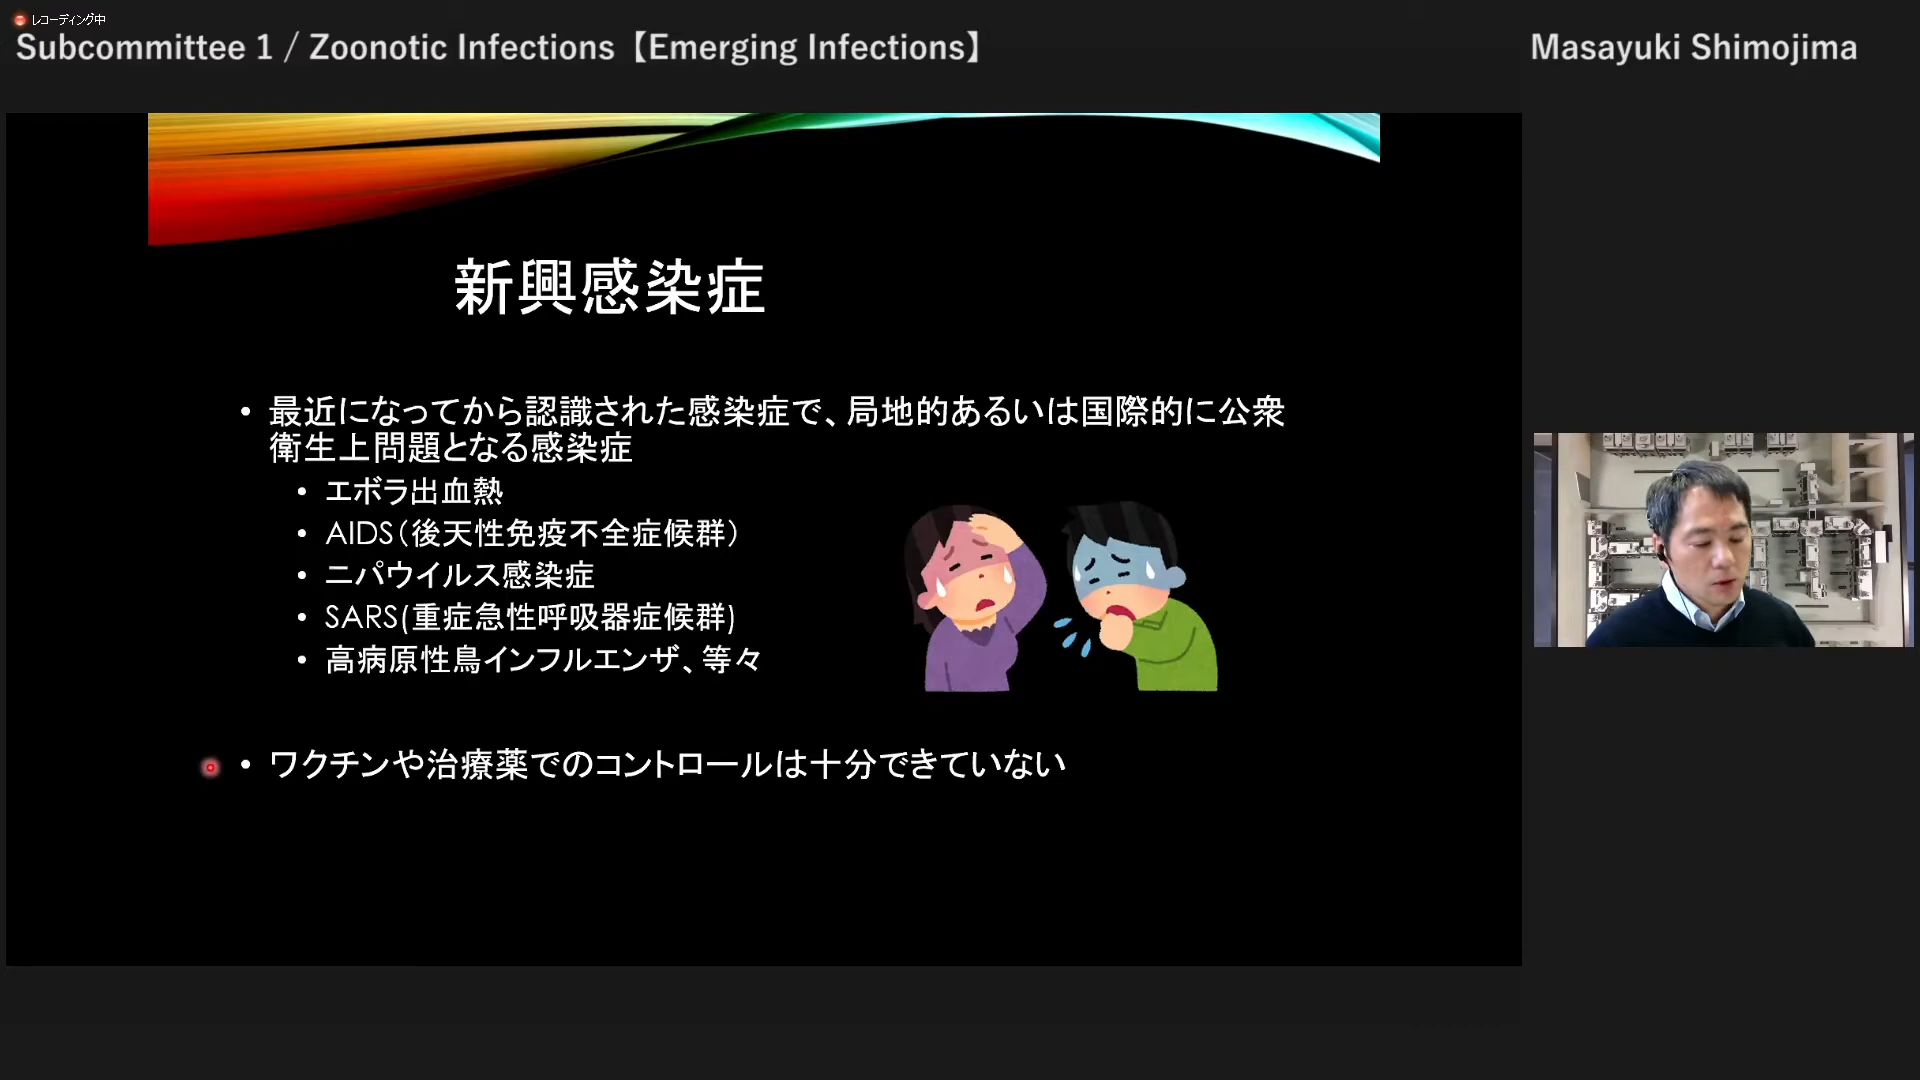 レコーディング中
Subcommittee 1 / Zoonotic Infections【Emerging Infections】
Masayuki Shimojima
新興感染症
• 最近になってから認識された感染症で、局地的あるいは国際的に公衆
衛生上問題となる感染症
• エボラ出血熱
• AIDS（後天性免疫不全症候群）
• ニパウイルス感染症
• SARS(重症急性呼吸器症候群)
• 高病原性鳥インフルエンザ、等々
• ワクチンや治療薬でのコントロールは十分できていない